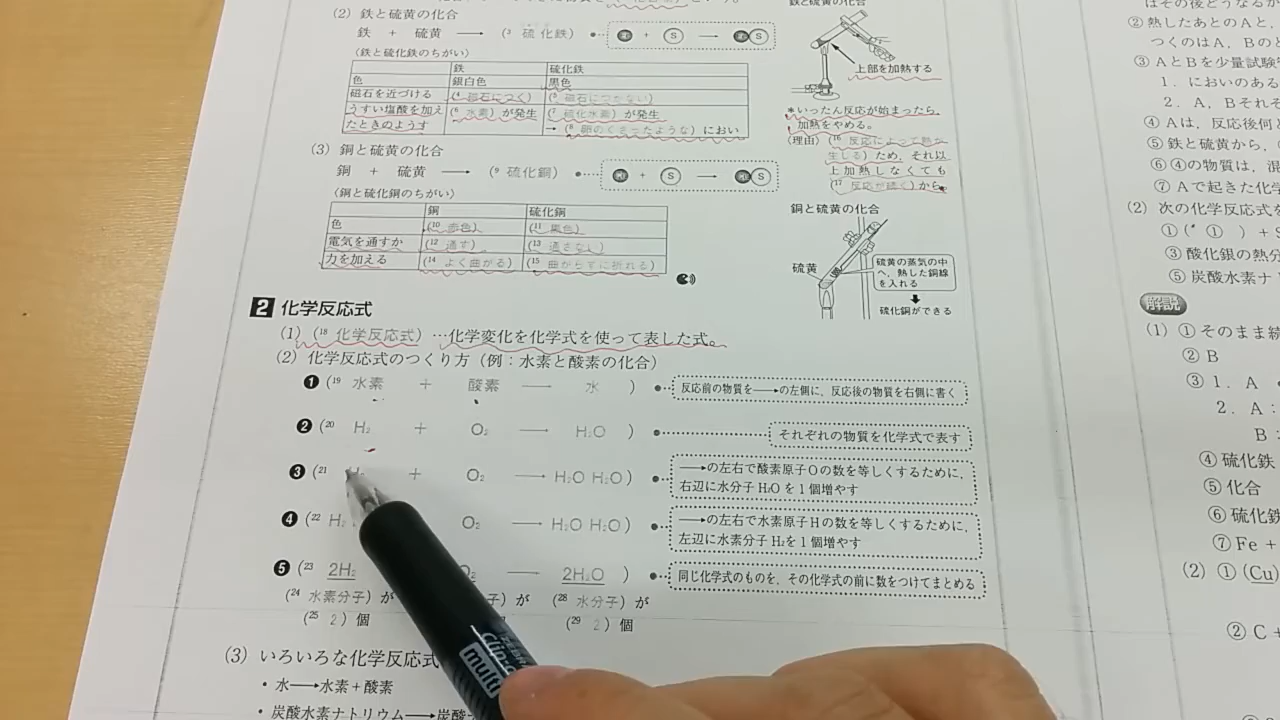 (2) 鉄と硫黄の化合
鉄と硫黄の化合
鉄 + 硫黄 ⟶ (3 硫化鉄) + S ⟶ S
(鉄と硫化鉄のちがい)
鉄 硫化鉄
色 銀白色 黒色
磁石を近づける (4 磁石につく) (5 磁石につかない)
うすい塩酸を加え (6 水素)が発生 (7 硫化水素)が発生
たときのようす → (8 卵のくさったような)におい
上部を加熱する
*いったん反応が始まったら,
加熱をやめる。
(理由) (16 反応によって熱が
生じる)ため, それ以
上加熱しなくても
(17 反応が続く)から。
(3) 銅と硫黄の化合
銅 + 硫黄 ⟶ (9 硫化銅) + S ⟶ S
(銅と硫化銅のちがい)
銅 硫化銅
色 (10 赤色) (11 黒色)
電気を通すか (12 通す) (13 通さない)
力を加える (14 よく曲がる) (15 曲がらずに折れる)
銅と硫黄の化合
硫黄
硫黄の蒸気の中
へ, 熱した銅線
を入れる
硫化銅ができる
2 化学反応式
(1) (18 化学反応式)…化学変化を化学式を使って表した式。
(2) 化学反応式のつくり方(例:水素と酸素の化合)
❶ (19 水素 + 酸素 ⟶ 水 ) 反応前の物質を⟶の左側に, 反応後の物質を右側に書く
❷ (20 H₂ + O₂ ⟶ H₂O ) それぞれの物質を化学式で表す
❸ (21 H₂ + O₂ ⟶ H₂O H₂O) ⟶の左右で酸素原子Oの数を等しくするために,
右辺に水分子H₂Oを1個増やす
❹ (22 H₂ O₂ ⟶ H₂O H₂O) ⟶の左右で水素原子Hの数を等しくするために,
左辺に水素分子H₂を1個増やす
❺ (23 2H₂ O₂ ⟶ 2H₂O ) 同じ化学式のものを, その化学式の前に数をつけてまとめる
(24 水素分子)が 子)が (28 水分子)が
(25 2)個 (29 2)個
(3) いろいろな化学反応式
・水⟶水素+酸素
・炭酸水素ナトリウム⟶炭酸
はその後どうなるか
② 熱したあとのA と,
つくのはA, Bの
③ AとBを少量試験
1. においのある
2. A, Bそれぞ
④ Aは, 反応後何
⑤ 鉄と硫黄から,
⑥ ④の物質は,
⑦ Aで起きた化学
(2) 次の化学反応式
① (* ① ) + S
③ 酸化銀の熱分
⑤ 炭酸水素ナ
解説
(1) ① そのまま
② B
③ 1. A
2. A:
B:
④ 硫化鉄
⑤ 化合
⑥ 硫化鉄
⑦ Fe +
(2) ① (Cu)
② C +